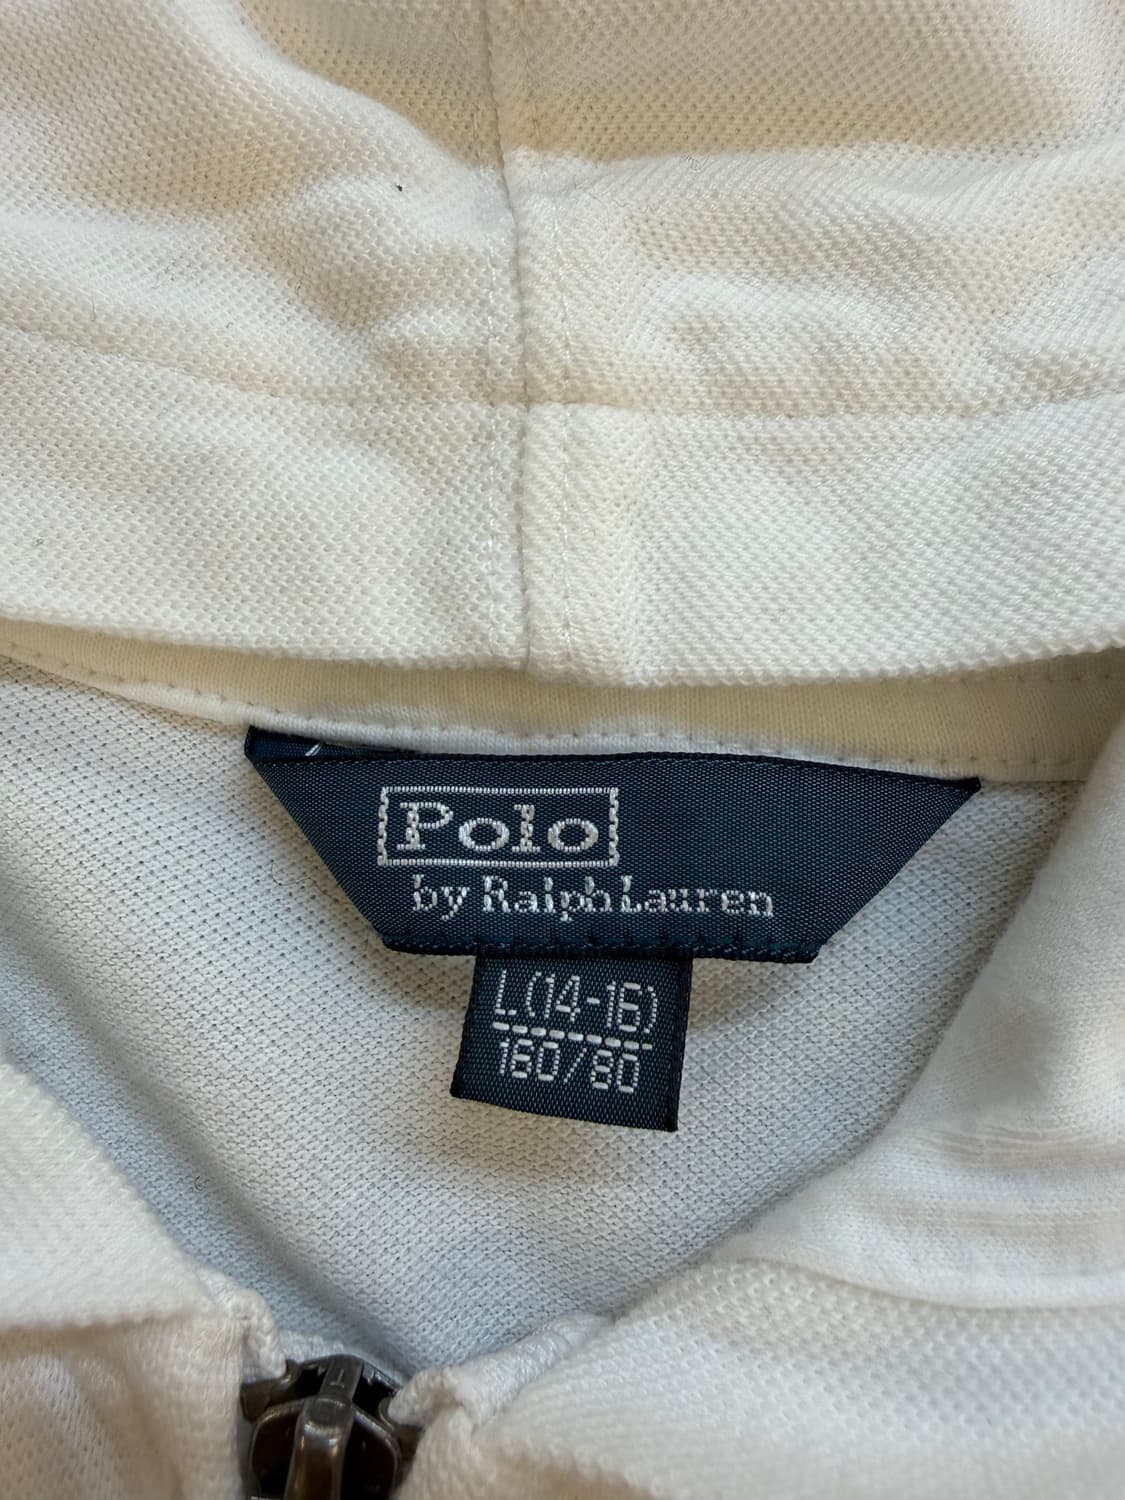 Polo
by Ralph Lauren
L(14-16)
160/80